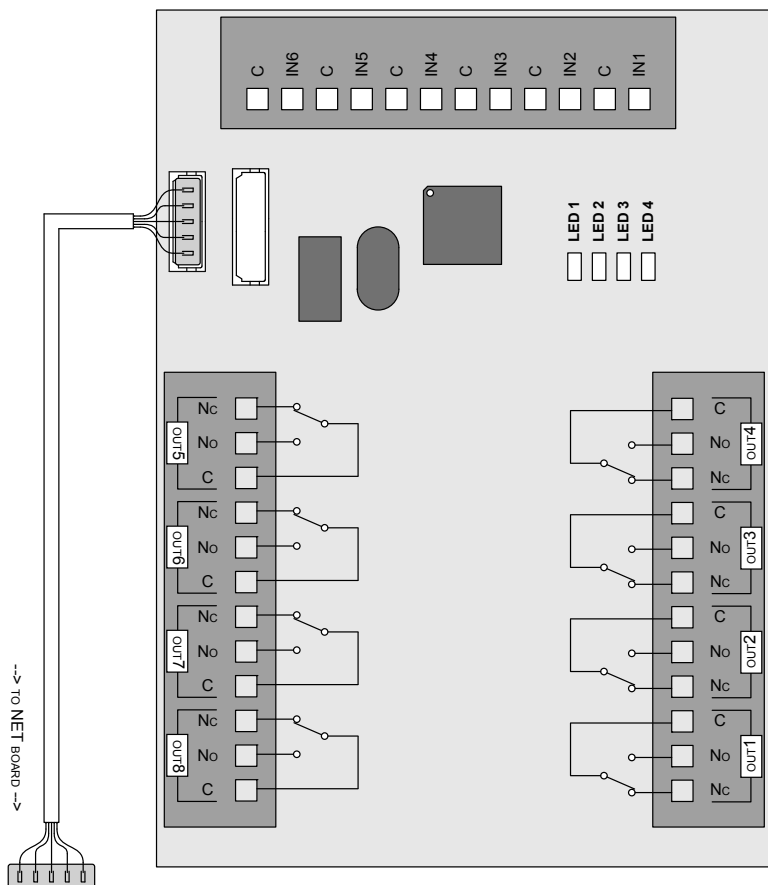 C IN6 C IN5 C IN4 C IN3 C IN2 C IN1
LED 1
LED 2
LED 3
LED 4
OUT5
NC
NO
C
OUT6
NC
NO
C
OUT7
NC
NO
C
OUT8
NC
NO
C
C
NO
NC
OUT4
C
NO
NC
OUT3
C
NO
NC
OUT2
C
NO
NC
OUT1
--> TO NET BOARD -->